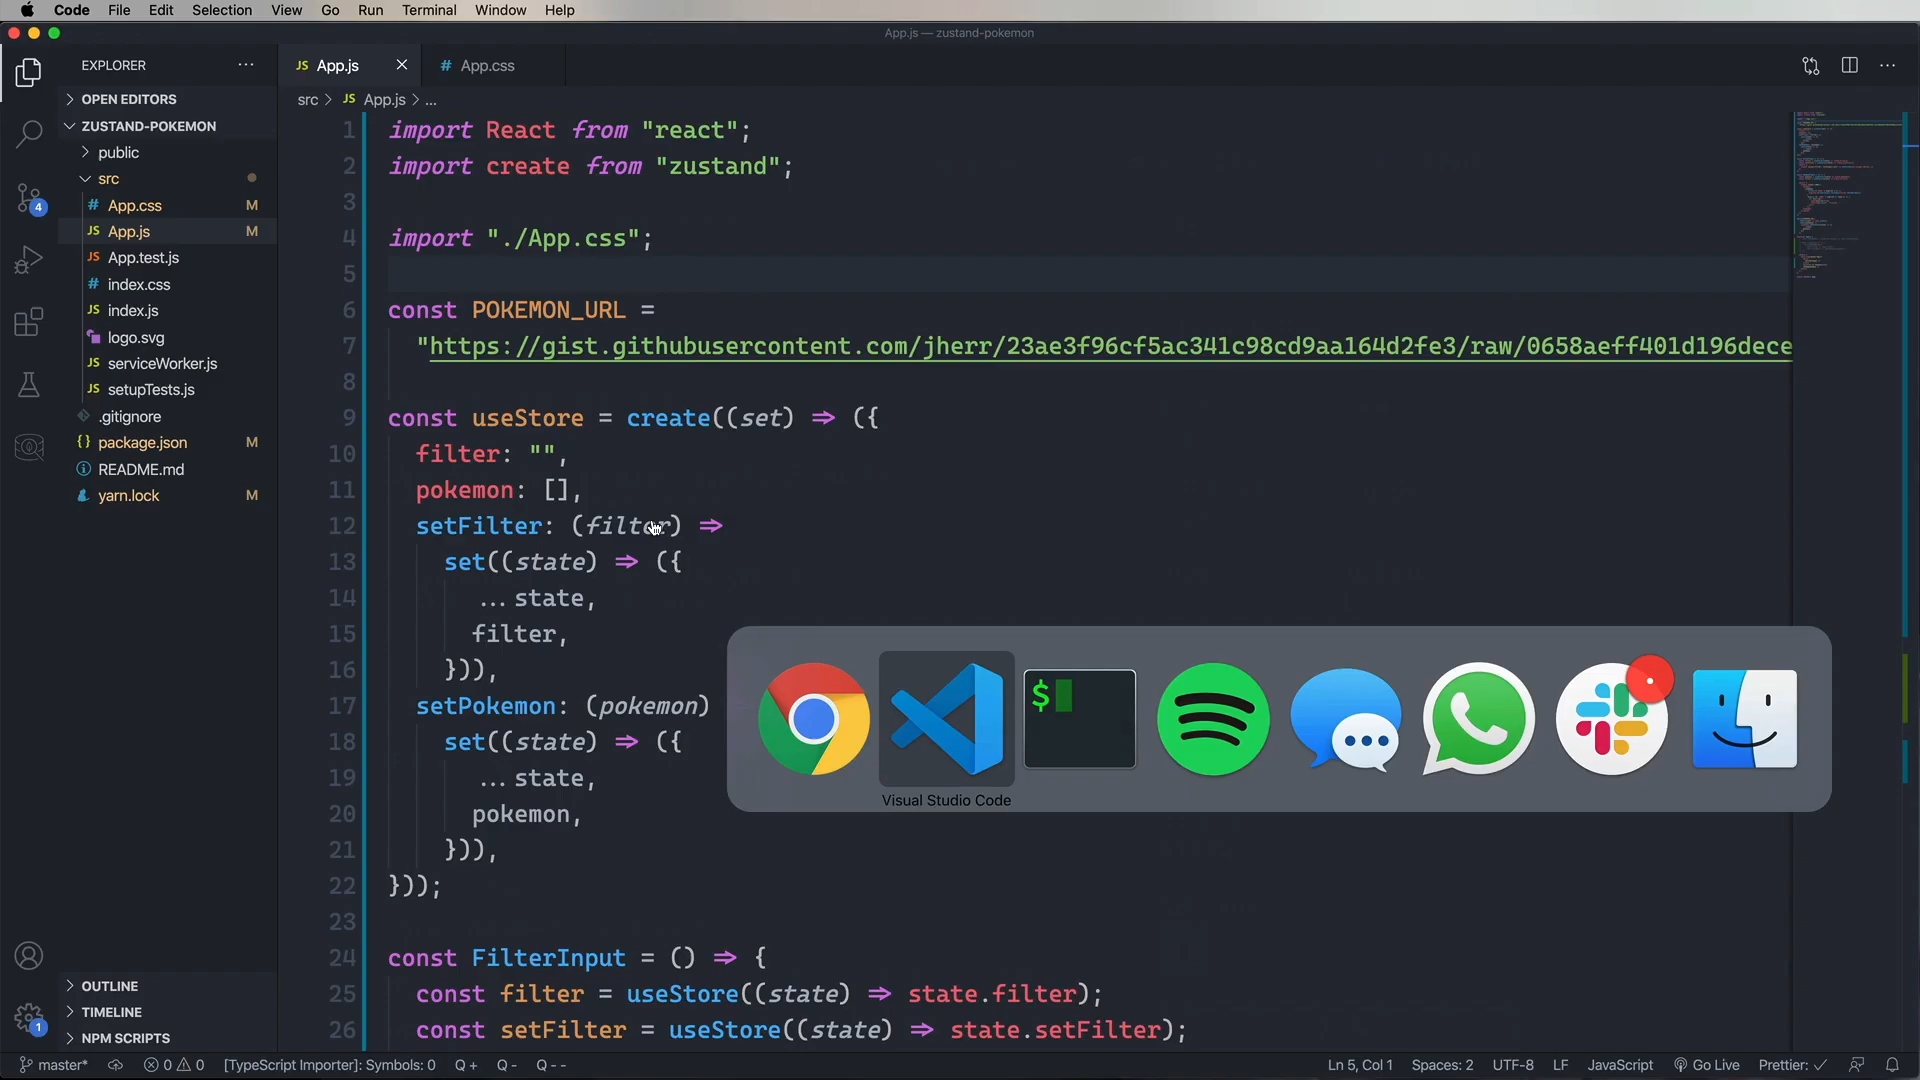 Code File Edit Selection View Go Run Terminal Window Help
App.js — zustand-pokemon
EXPLORER
JS App.js
# App.css
OPEN EDITORS
ZUSTAND-POKEMON
public
src
# App.css M
JS App.js M
JS App.test.js
# index.css
JS index.js
logo.svg
JS serviceWorker.js
JS setupTests.js
.gitignore
{} package.json M
README.md
yarn.lock M
OUTLINE
TIMELINE
NPM SCRIPTS
4
1
src > JS App.js > ...
1 import React from "react";
2 import create from "zustand";
3
4 import "./App.css";
5
6 const POKEMON_URL =
7 "https://gist.githubusercontent.com/jherr/23ae3f96cf5ac341c98cd9aa164d2fe3/raw/0658aeff401d196dece
8
9 const useStore = create((set) => ({
10 filter: "",
11 pokemon: [],
12 setFilter: (filter) =>
13 set((state) => ({
14 ...state,
15 filter,
16 })),
17 setPokemon: (pokemon)
18 set((state) => ({
19 ...state,
20 pokemon,
21 })),
22 }));
23
24 const FilterInput = () => {
25 const filter = useStore((state) => state.filter);
26 const setFilter = useStore((state) => state.setFilter);
$
Visual Studio Code
master* 0 0 [TypeScript Importer]: Symbols: 0 Q + Q - Q - - Ln 5, Col 1 Spaces: 2 UTF-8 LF JavaScript Go Live Prettier: ✓